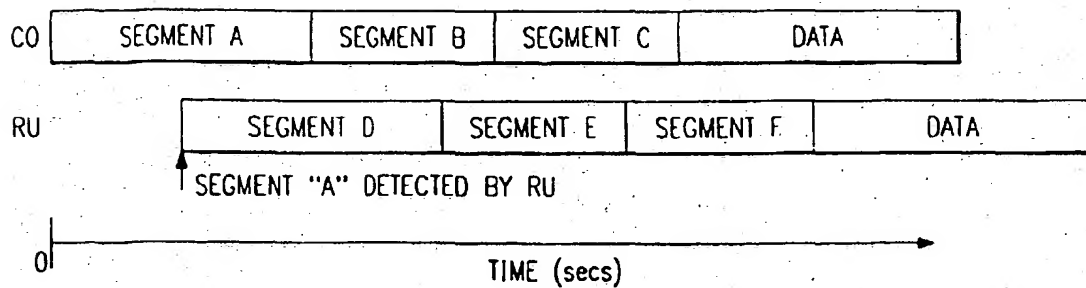 CO SEGMENT A SEGMENT B SEGMENT C DATA
RU SEGMENT D SEGMENT E SEGMENT F DATA
SEGMENT "A" DETECTED BY RU
0 TIME (secs)